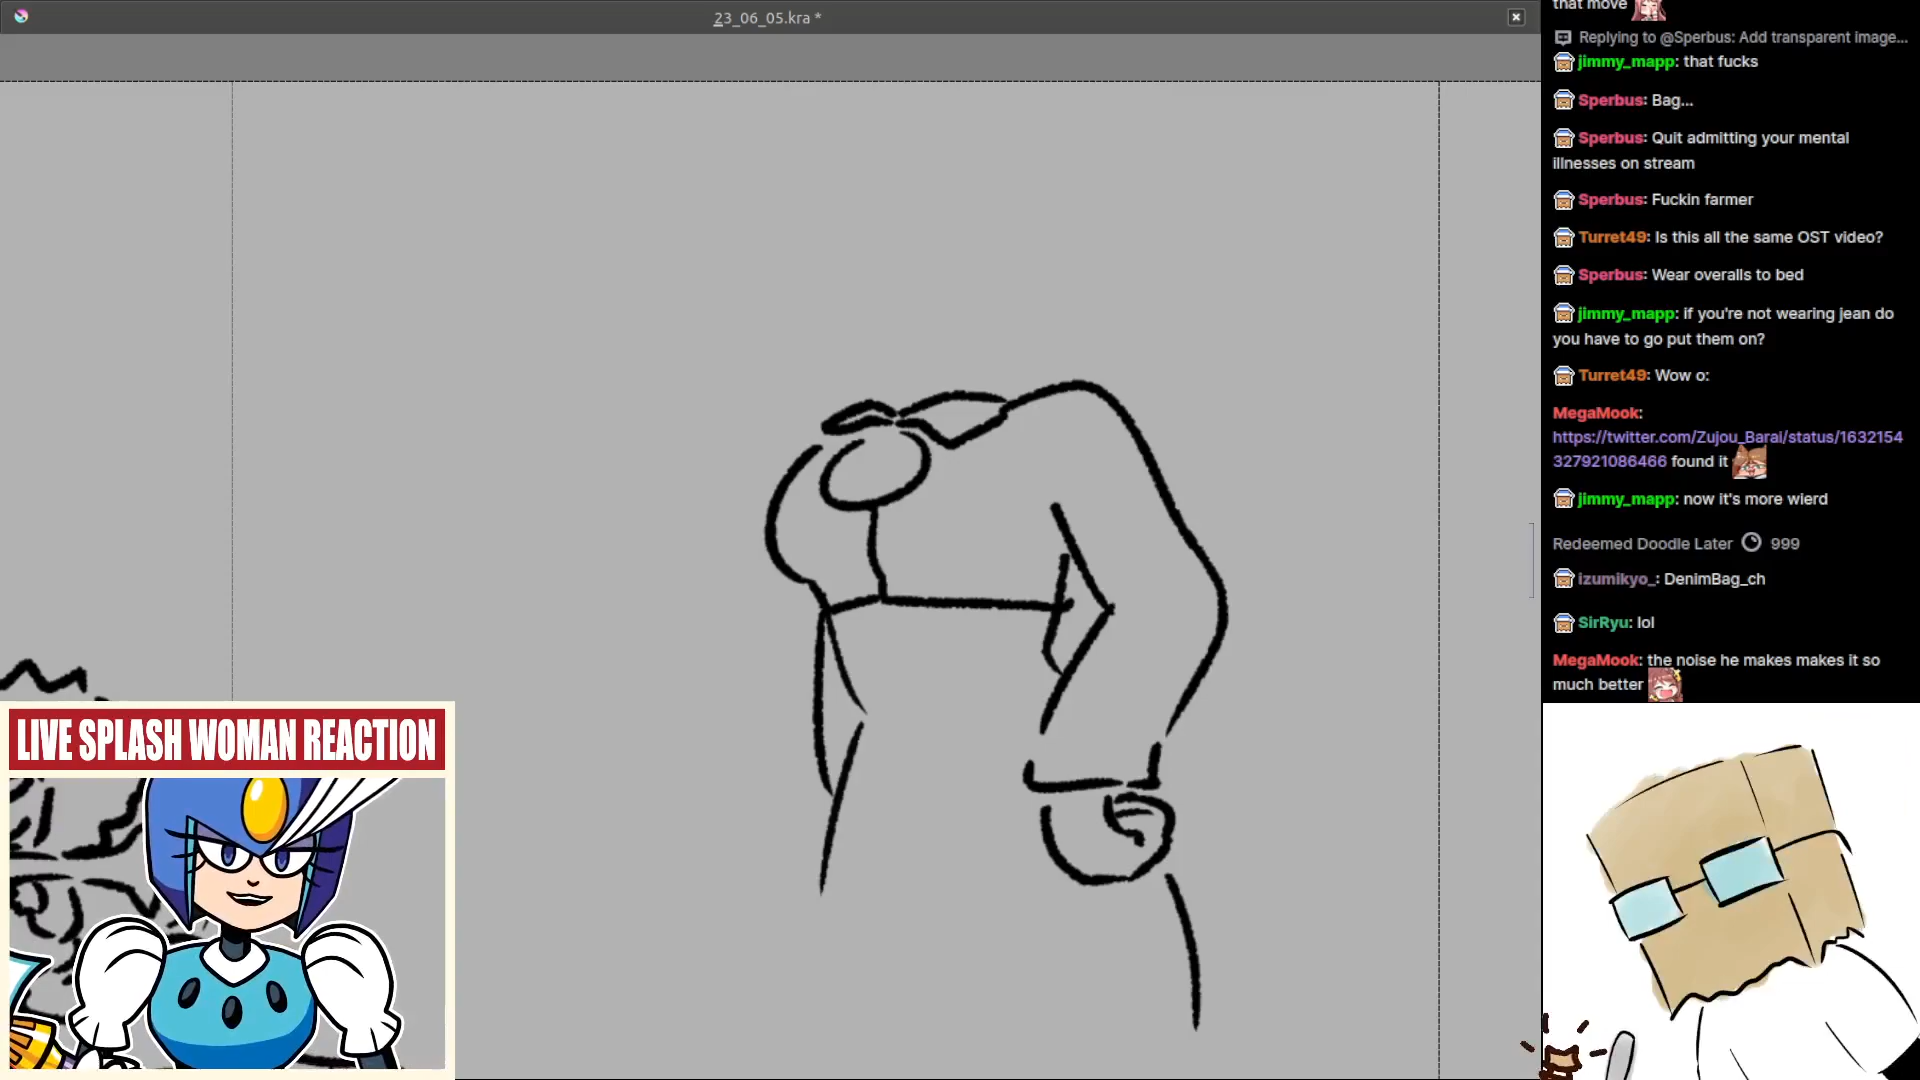 23_06_05.kra *
that move
Replying to @Sperbus: Add transparent image...
jimmy_mapp: that fucks
Sperbus: Bag...
Sperbus: Quit admitting your mental
illnesses on stream
Sperbus: Fuckin farmer
Turret49: Is this all the same OST video?
Sperbus: Wear overalls to bed
jimmy_mapp: if you're not wearing jean do
you have to go put them on?
Turret49: Wow o:
MegaMook:
https://twitter.com/Zujou_Barai/status/1632154
327921086466 found it
jimmy_mapp: now it's more wierd
Redeemed Doodle Later 999
izumikyo_: DenimBag_ch
SirRyu: lol
MegaMook: the noise he makes makes it so
much better
LIVE SPLASH WOMAN REACTION